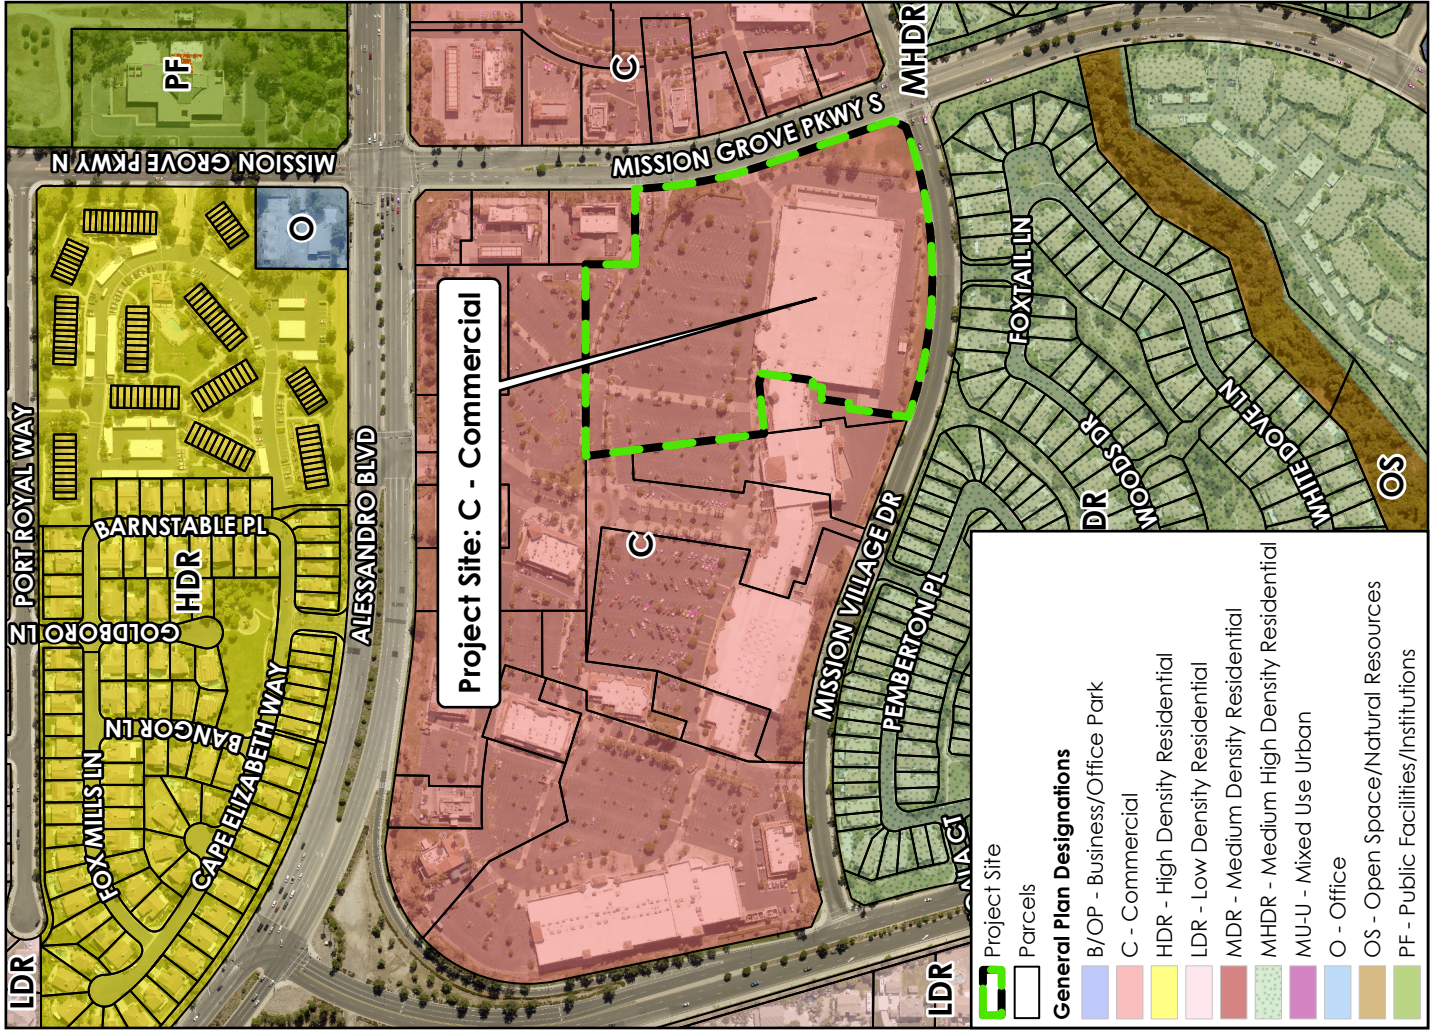 PORT ROYAL WAY
MISSION GROVE PKWY N
PF
O
C
MHDR
MISSION GROVE PKWY S
ALESSANDRO BLVD
BARNSTABLE PL
HDR
GOLDBORO LN
BANGOR LN
FOX MILLS LN
CAPE ELIZABETH WAY
LDR
Project Site: C - Commercial
C
MISSION VILLAGE DR
PEMBERTON PL
FOXTAIL LN
WOODS DR
WHITE DOVE LN
DR
OS
CT
LDR
Project Site
Parcels
General Plan Designations
B/OP - Business/Office Park
C - Commercial
HDR - High Density Residential
LDR - Low Density Residential
MDR - Medium Density Residential
MHDR - Medium High Density Residential
MU-U - Mixed Use Urban
O - Office
OS - Open Space/Natural Resources
PF - Public Facilities/Institutions